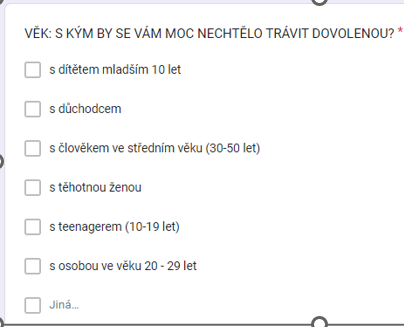 VĚK: S KÝM BY SE VÁM MOC NECHTĚLO TRÁVIT DOVOLENOU? *
s dítětem mladším 10 let
s důchodcem
s člověkem ve středním věku (30-50 let)
s těhotnou ženou
s teenagerem (10-19 let)
s osobou ve věku 20 - 29 let
Jiná...